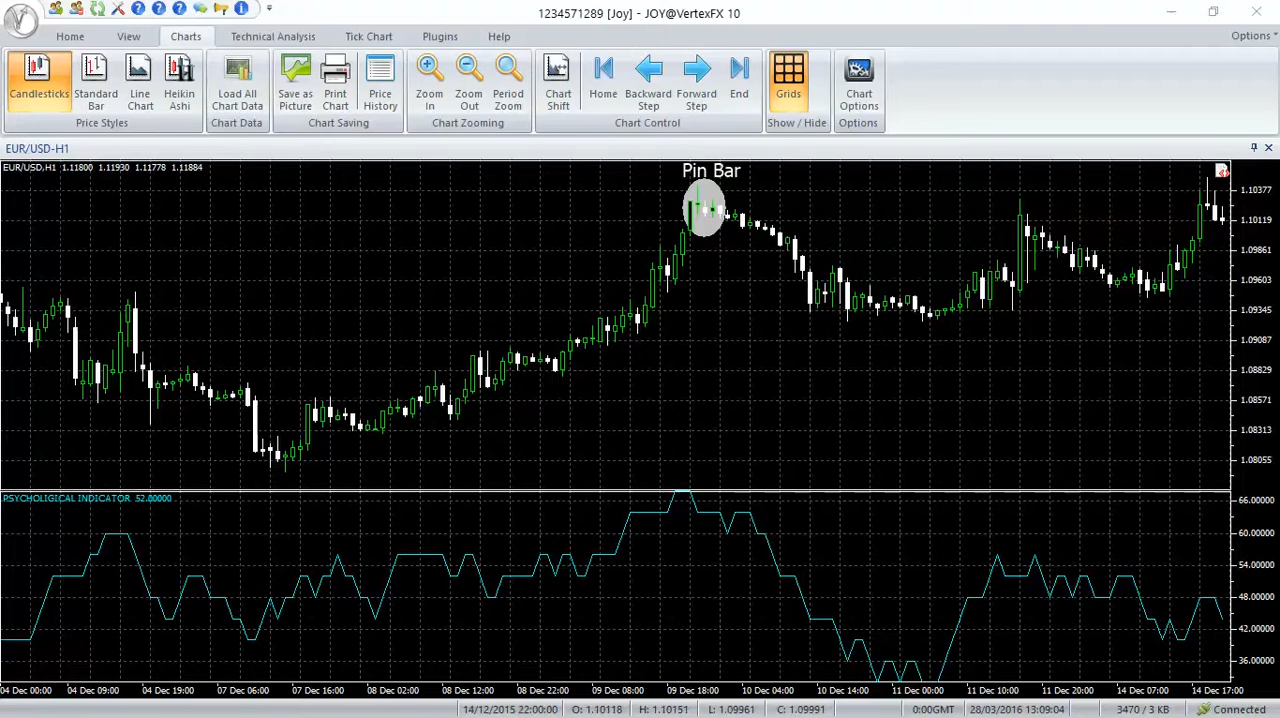 1234571289 [Joy] - JOY@VertexFX 10
Home View Charts Technical Analysis Tick Chart Plugins Help Options
Candlesticks
Standard Bar
Line Chart
Heikin Ashi
Load All Chart Data
Save as Picture
Print Chart
Price History
Zoom In
Zoom Out
Period Zoom
Chart Shift
Home
Backward Step
Forward Step
End
Grids
Chart Options
Price Styles Chart Data Chart Saving Chart Zooming Chart Control Show / Hide Options
EUR/USD-H1
EUR/USD,H1 1.11800 1.11930 1.11778 1.11884
Pin Bar
1.10377
1.10119
1.09861
1.09603
1.09345
1.09087
1.08829
1.08571
1.08313
1.08055
PSYCHOLIGICAL INDICATOR 52.00000
66.00000
60.00000
54.00000
48.00000
42.00000
36.00000
04 Dec 00:00 04 Dec 09:00 04 Dec 19:00 07 Dec 06:00 07 Dec 16:00 08 Dec 02:00 08 Dec 12:00 08 Dec 22:00 09 Dec 08:00 09 Dec 18:00 10 Dec 04:00 10 Dec 14:00 11 Dec 00:00 11 Dec 10:00 11 Dec 20:00 14 Dec 07:00 14 Dec 17:00
14/12/2015 22:00:00 O: 1.10118 H: 1.10151 L: 1.09961 C: 1.09991 0:00GMT 28/03/2016 13:09:04 3470 / 3 KB Connected